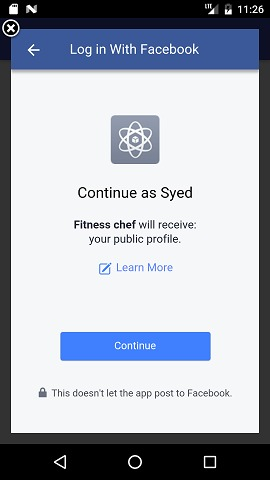 LTE 11:26
Log in With Facebook
Continue as Syed
Fitness chef will receive:
your public profile.
Learn More
Continue
This doesn't let the app post to Facebook.